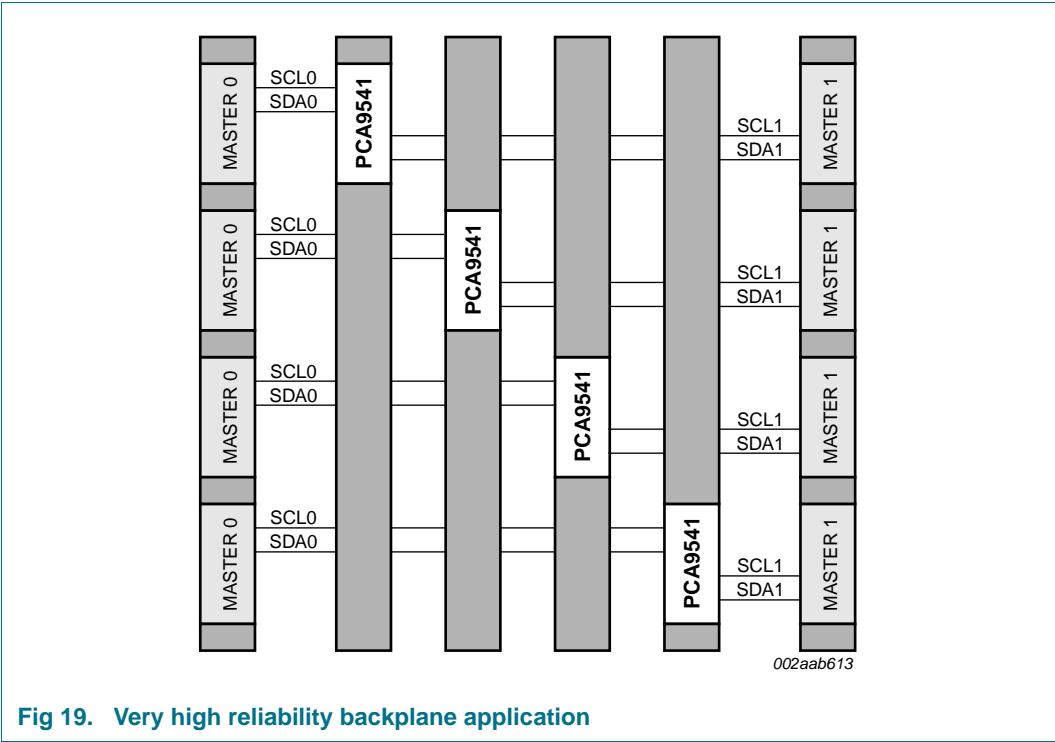 MASTER 0
SCL0
SDA0
PCA9541
SCL1
SDA1
MASTER 1
MASTER 0
SCL0
SDA0
PCA9541
SCL1
SDA1
MASTER 1
MASTER 0
SCL0
SDA0
PCA9541
SCL1
SDA1
MASTER 1
MASTER 0
SCL0
SDA0
PCA9541
SCL1
SDA1
MASTER 1
002aab613
Fig 19. Very high reliability backplane application